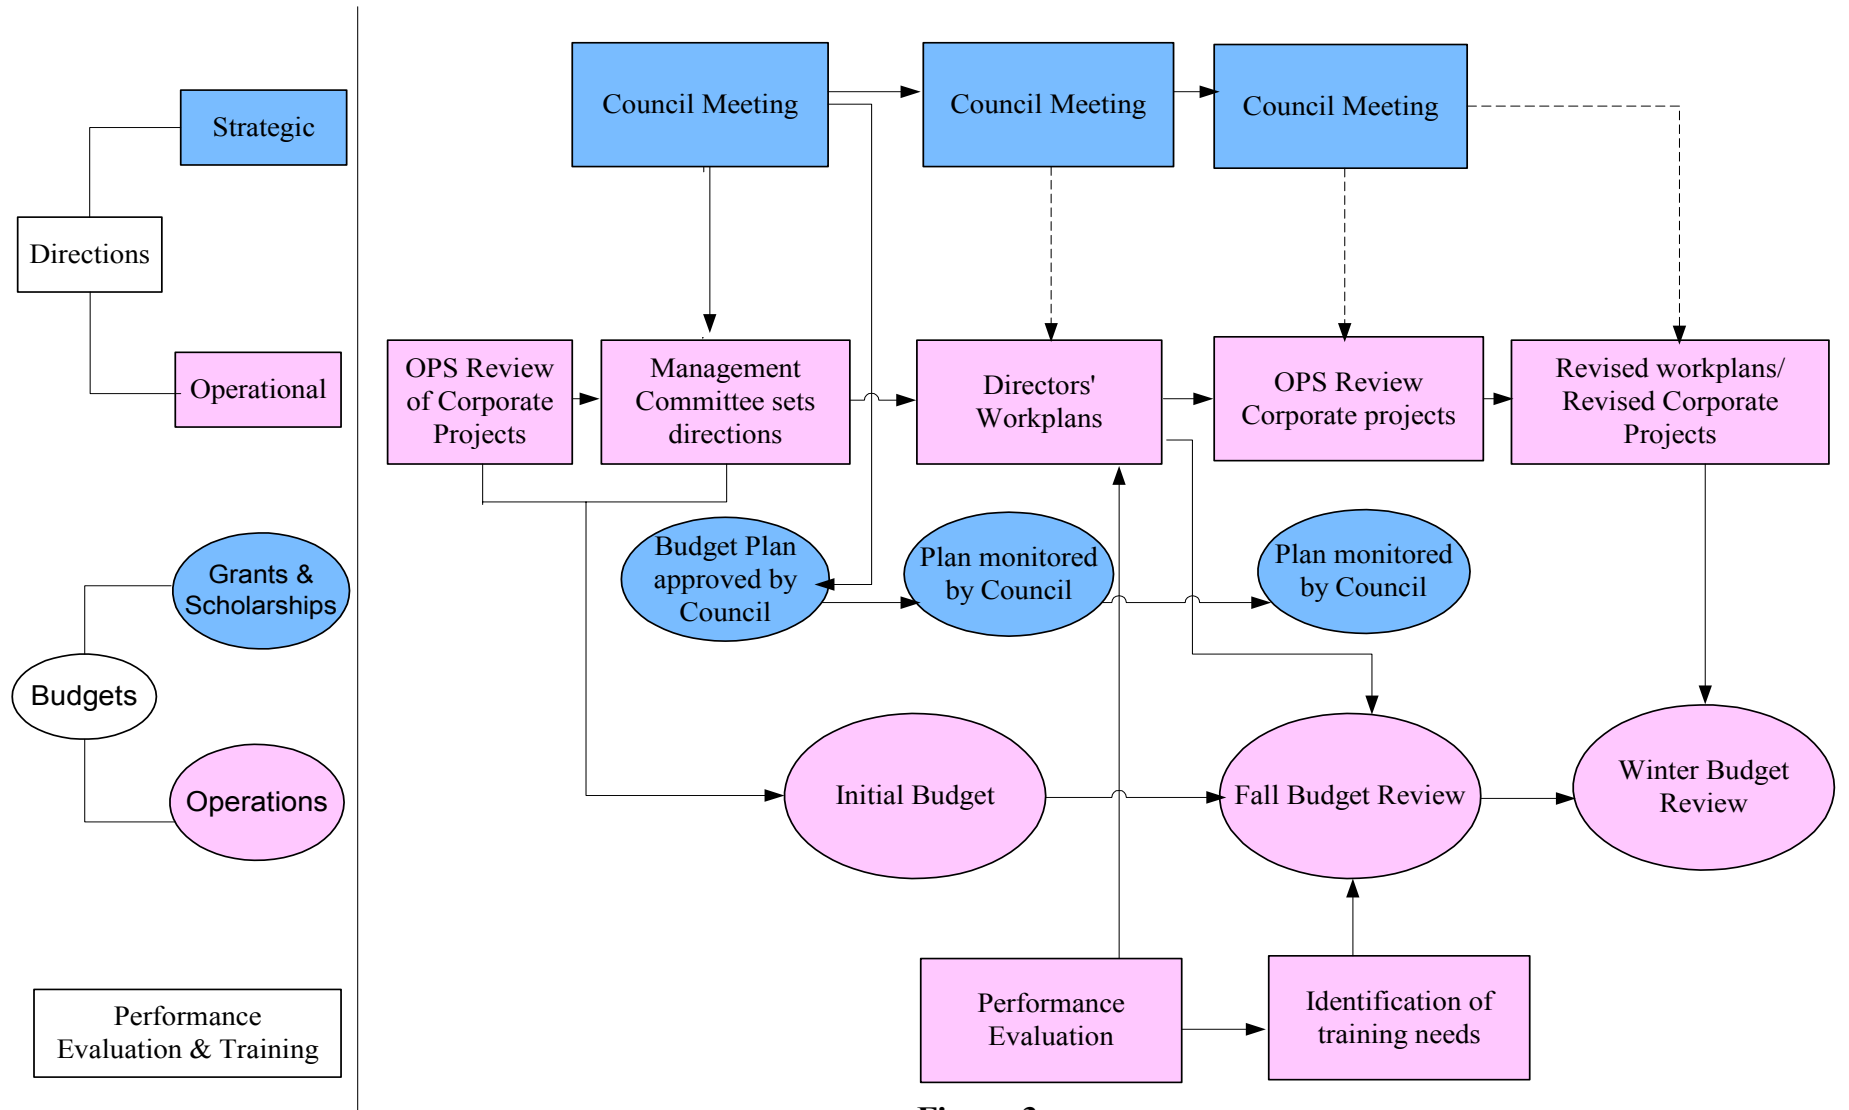 Strategic
Directions
Operational
Grants &
Scholarships
Budgets
Operations
Performance
Evaluation & Training
Council Meeting
Council Meeting
Council Meeting
OPS Review
of Corporate
Projects
Management
Committee sets
directions
Directors'
Workplans
OPS Review
Corporate projects
Revised workplans/
Revised Corporate
Projects
Budget Plan
approved by
Council
Plan monitored
by Council
Plan monitored
by Council
Initial Budget
Fall Budget Review
Winter Budget
Review
Performance
Evaluation
Identification of
training needs